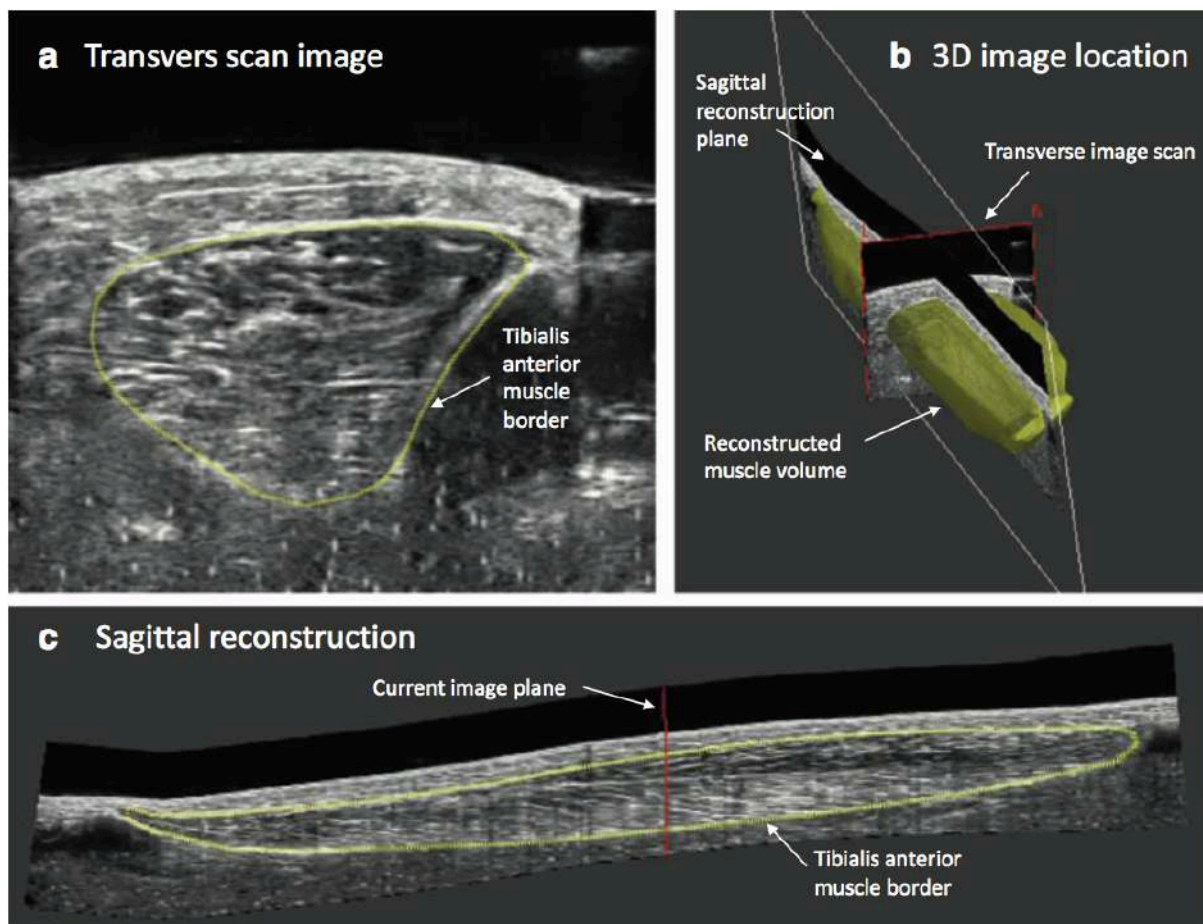 a Transvers scan image
Tibialis
anterior
muscle
border
b 3D image location
Sagittal
reconstruction
plane
Transverse image scan
Reconstructed
muscle volume
c Sagittal reconstruction
Current image plane
Tibialis anterior
muscle border